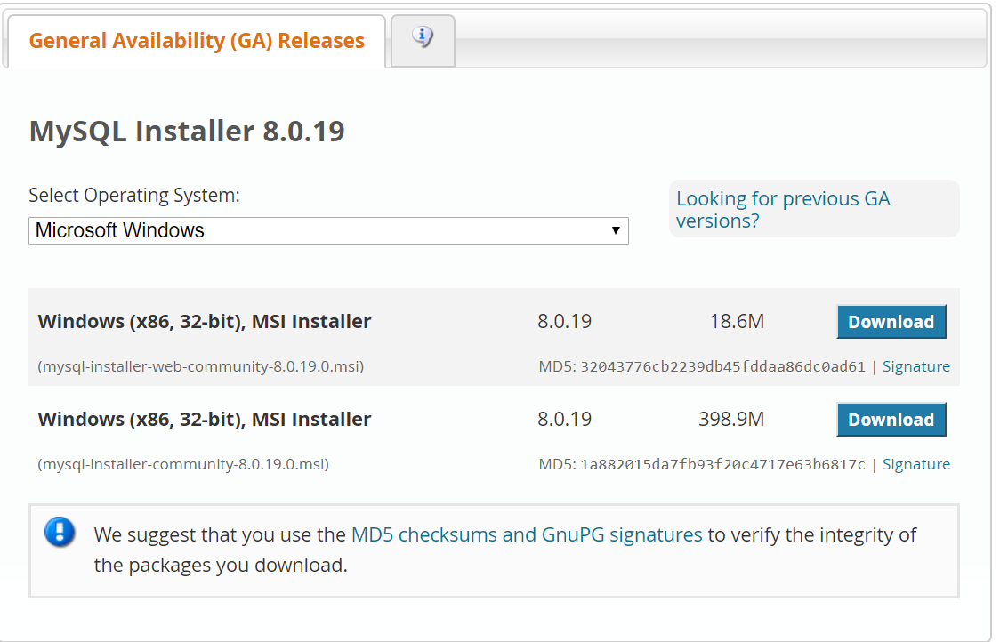 General Availability (GA) Releases
MySQL Installer 8.0.19
Select Operating System:
Microsoft Windows
Looking for previous GA
versions?
Windows (x86, 32-bit), MSI Installer 8.0.19 18.6M Download
(mysql-installer-web-community-8.0.19.0.msi) MD5: 32043776cb2239db45fddaa86dc0ad61 | Signature
Windows (x86, 32-bit), MSI Installer 8.0.19 398.9M Download
(mysql-installer-community-8.0.19.0.msi) MD5: 1a882015da7fb93f20c4717e63b6817c | Signature
We suggest that you use the MD5 checksums and GnuPG signatures to verify the integrity of
the packages you download.